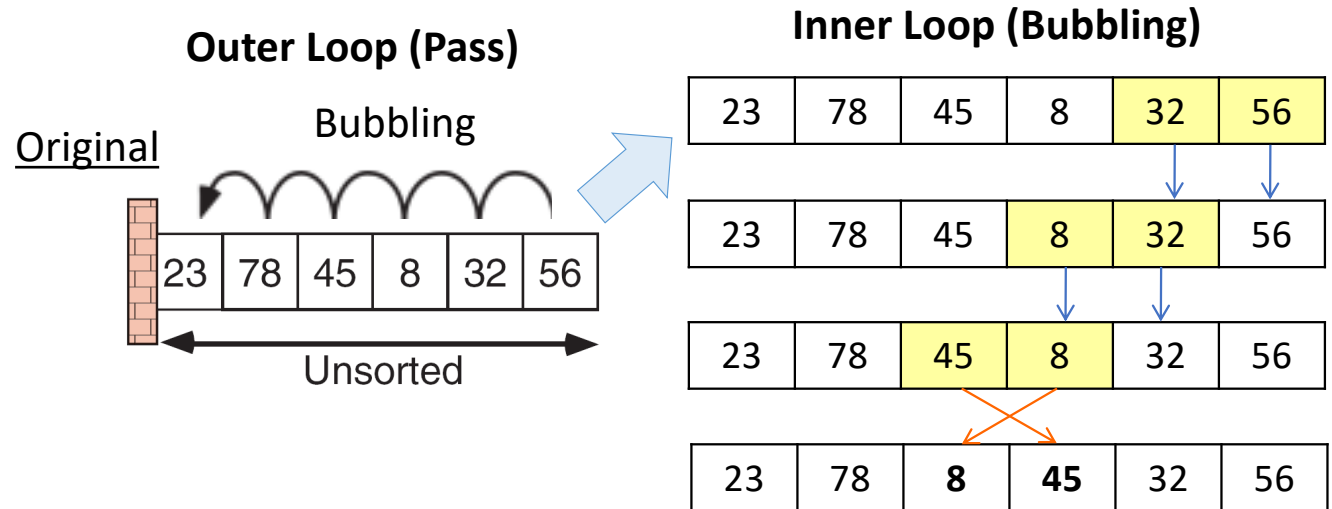 Outer Loop (Pass)
Original
Bubbling
23 78 45 8 32 56
Unsorted
Inner Loop (Bubbling)
23 78 45 8 32 56
23 78 45 8 32 56
23 78 45 8 32 56
23 78 8 45 32 56